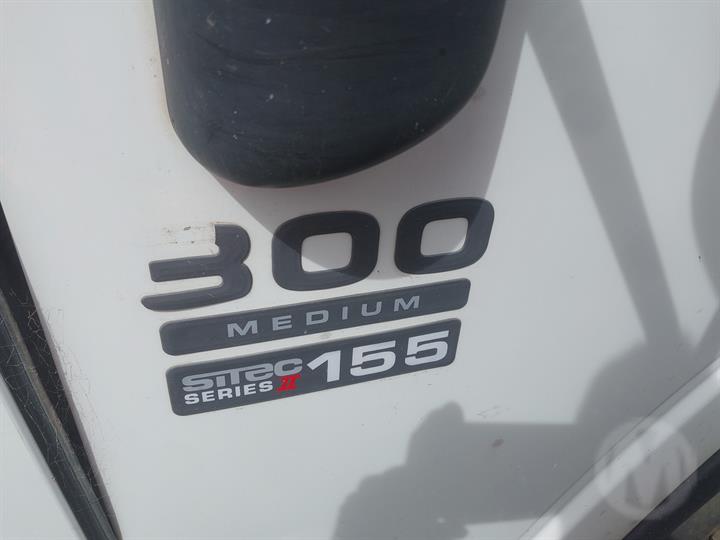 300
MEDIUM
SiTEC 155
SERIES II
M